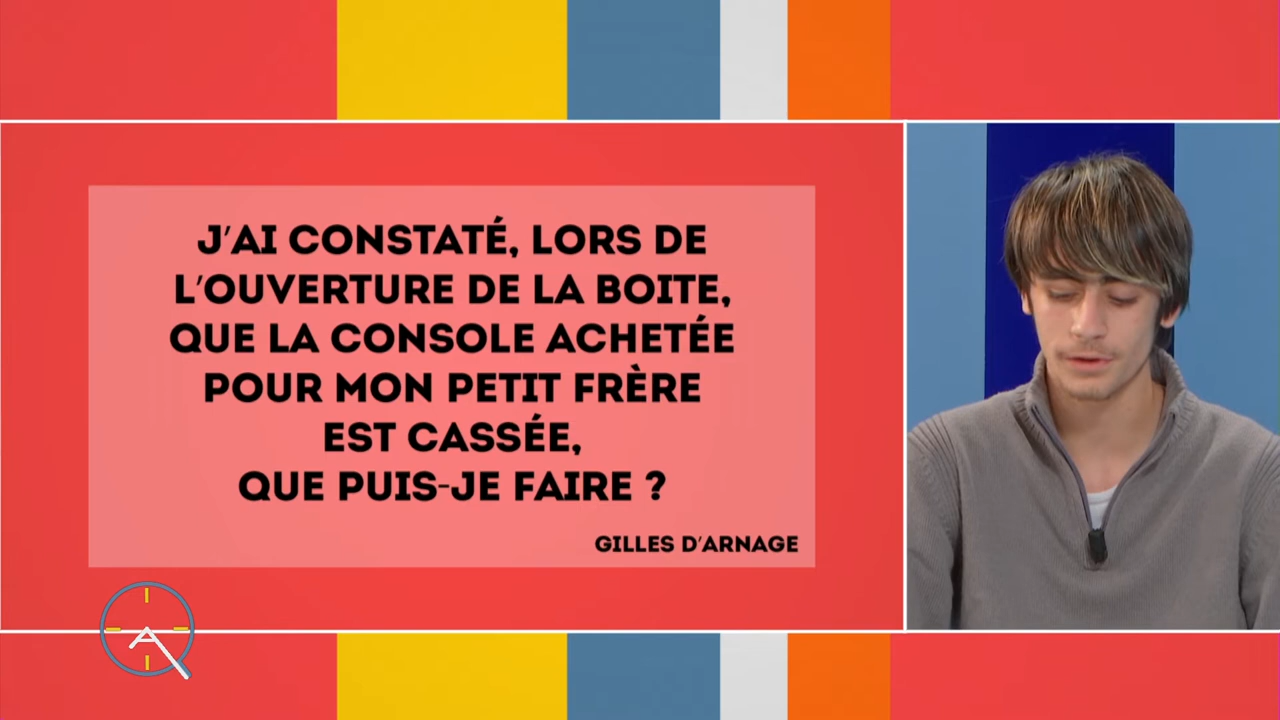 J'AI CONSTATÉ, LORS DE
L'OUVERTURE DE LA BOITE,
QUE LA CONSOLE ACHETÉE
POUR MON PETIT FRÈRE
EST CASSÉE,
QUE PUIS-JE FAIRE ?
GILLES D'ARNAGE